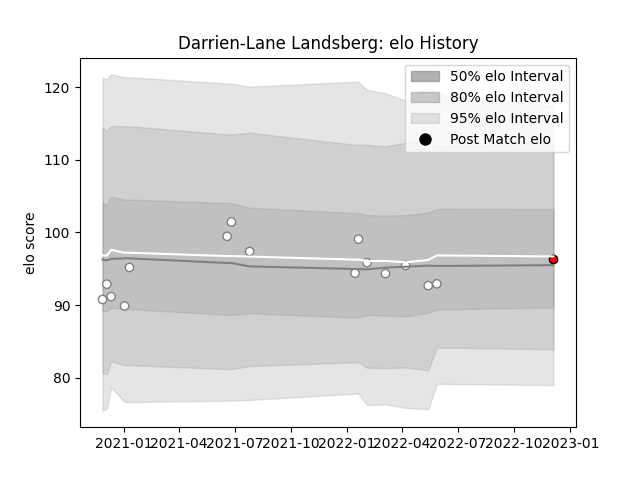 Darrien-Lane Landsberg: elo History
50% elo Interval
80% elo Interval
95% elo Interval
Post Match elo
elo score
120
110
100
90
80
2021-01 2021-04 2021-07 2021-10 2022-01 2022-04 2022-07 2022-10 2023-01